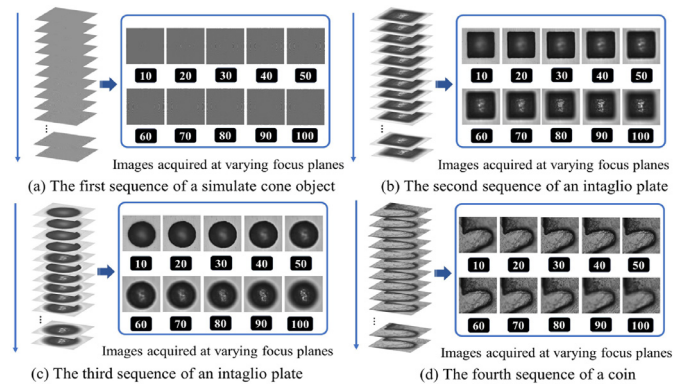 10 20 30 40 50
60 70 80 90 100
Images acquired at varying focus planes
(a) The first sequence of a simulate cone object
10 20 30 40 50
60 70 80 90 100
Images acquired at varying focus planes
(b) The second sequence of an intaglio plate
10 20 30 40 50
60 70 80 90 100
Images acquired at varying focus planes
(c) The third sequence of an intaglio plate
10 20 30 40 50
60 70 80 90 100
Images acquired at varying focus planes
(d) The fourth sequence of a coin